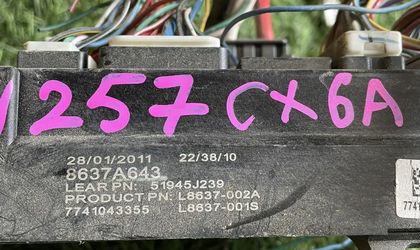 257 CX6A
28/01/2011 22/38/10
8637A643
LEAR PN: 51945J239
PRODUCT PN: L8637-002A
7741043355 L8637-001S
774